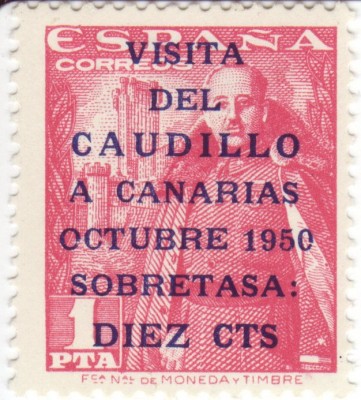 ESPAÑA
CORREOS
VISITA
DEL
CAUDILLO
A CANARIAS
OCTUBRE 1950
SOBRETASA:
DIEZ CTS
1
PTA
FCA NAL DE MONEDA Y TIMBRE